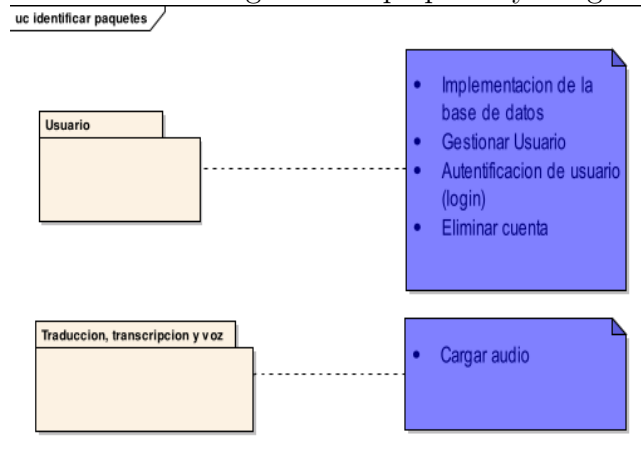 uc identificar paquetes
Usuario
• Implementacion de la
base de datos
• Gestionar Usuario
• Autentificacion de usuario
(login)
• Eliminar cuenta
Traduccion, transcripcion y voz
• Cargar audio